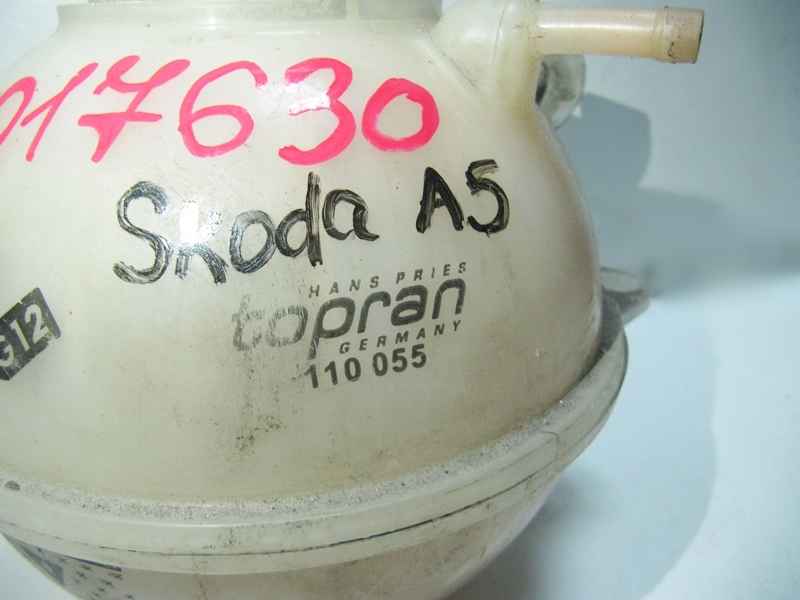 017630
Skoda A5
HANS PRIES
topran
GERMANY
110 055
G12